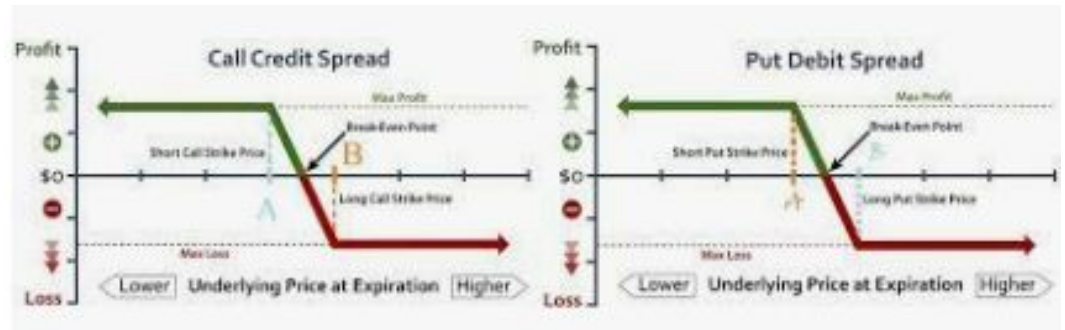 Profit
Call Credit Spread
Max Profit
Break-Even Point
Short Call Strike Price
B
$0
A
Long Call Strike Price
Max Loss
Lower
Underlying Price at Expiration
Higher
Loss
Profit
Put Debit Spread
Max Profit
Break-Even Point
Short Put Strike Price
B
$0
A
Long Put Strike Price
Max Loss
Lower
Underlying Price at Expiration
Higher
Loss